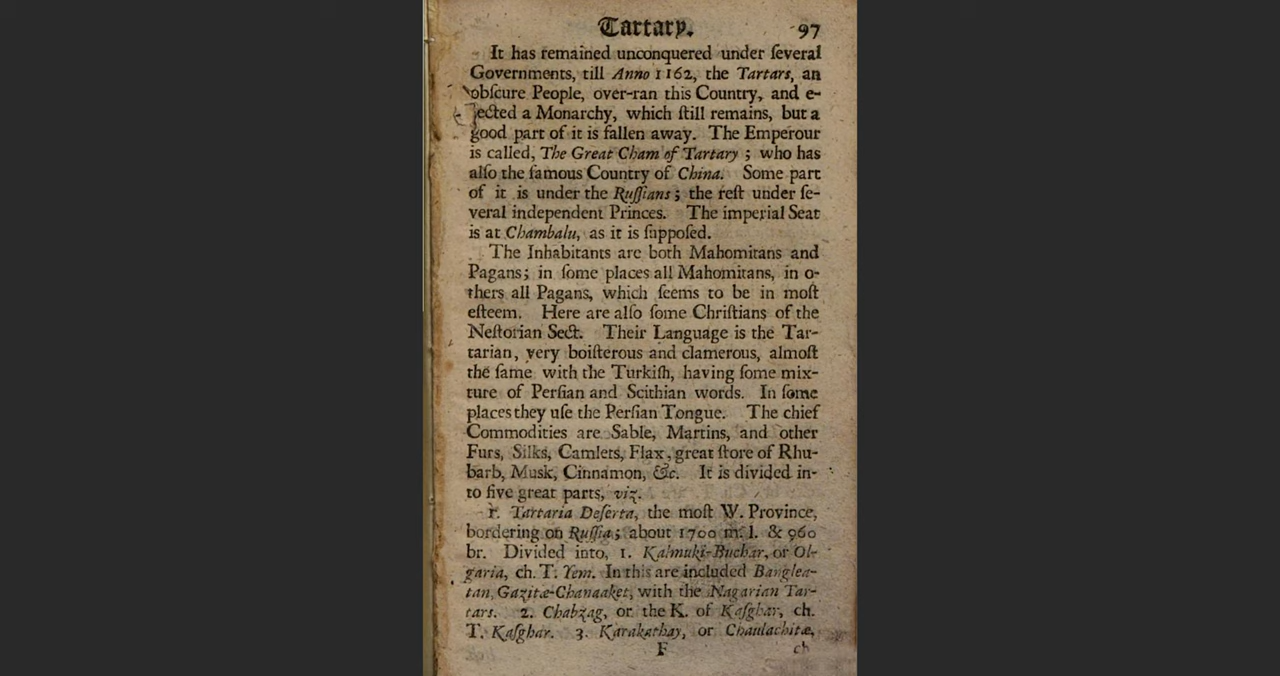 Tartary. 97
It has remained unconquered under ſeveral
Governments, till Anno 1162, the Tartars, an
obſcure People, over-ran this Country, and e-
jected a Monarchy, which ſtill remains, but a
good part of it is fallen away. The Emperour
is called, The Great Cham of Tartary ; who has
alſo the famous Country of China. Some part
of it is under the Ruſſians ; the reſt under ſe-
veral independent Princes. The imperial Seat
is at Chambalu, as it is ſuppoſed.
The Inhabitants are both Mahomitans and
Pagans; in ſome places all Mahomitans, in o-
thers all Pagans, which ſeems to be in moſt
eſteem. Here are alſo ſome Chriſtians of the
Neſtorian Sect. Their Language is the Tar-
tarian, very boiſterous and clamerous, almoſt
the ſame with the Turkiſh, having ſome mix-
ture of Perſian and Scithian words. In ſome
places they uſe the Perſian Tongue. The chief
Commodities are Sable, Martins, and other
Furs, Silks, Camlets, Flax, great ſtore of Rhu-
barb, Musk, Cinnamon, &c. It is divided in-
to five great parts, viz.
1. Tartaria Deſerta, the moſt W. Province,
bordering on Ruſſia; about 1700 m. l. & 960
br. Divided into, 1. Kalmuki-Buchar, or Ol-
garia, ch. T. Yem. In this are included Banglea-
tan, Gazitæ-Chanaaket, with the Nagarian Tar-
tars. 2. Chabzag, or the K. of Kaſghar, ch.
T. Kaſghar. 3. Karakathay, or Chaulachitæ,
F ch